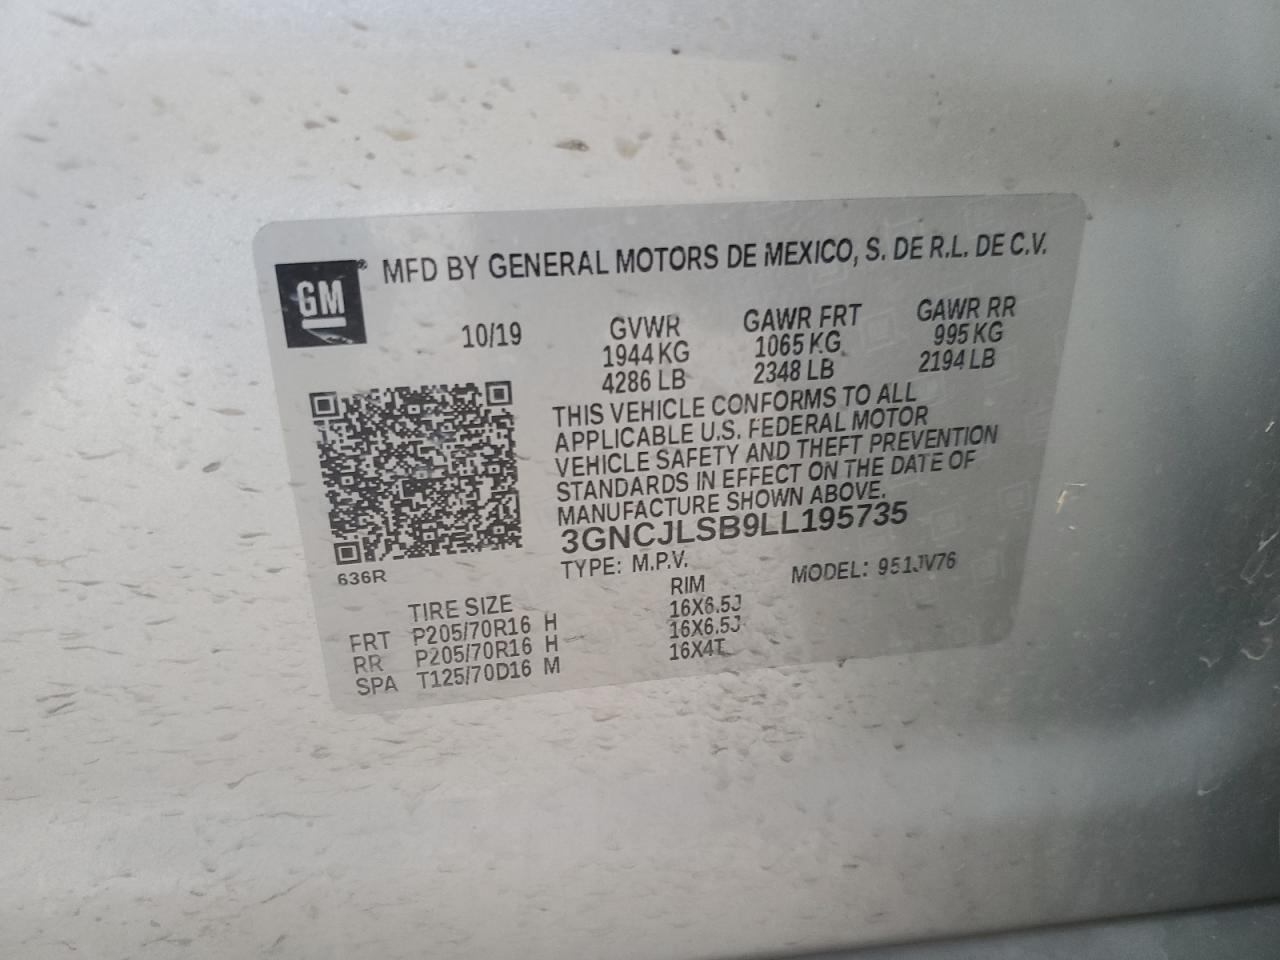 GM
MFD BY GENERAL MOTORS DE MEXICO, S. DE R.L. DE C.V.
10/19
GVWR GAWR FRT GAWR RR
1944 KG 1065 KG 995 KG
4286 LB 2348 LB 2194 LB
THIS VEHICLE CONFORMS TO ALL
APPLICABLE U.S. FEDERAL MOTOR
VEHICLE SAFETY AND THEFT PREVENTION
STANDARDS IN EFFECT ON THE DATE OF
MANUFACTURE SHOWN ABOVE.
3GNCJLSB9LL195735
TYPE: M.P.V. MODEL: 951JV76
636R
TIRE SIZE RIM
FRT P205/70R16 H 16X6.5J
RR P205/70R16 H 16X6.5J
SPA T125/70D16 M 16X4T